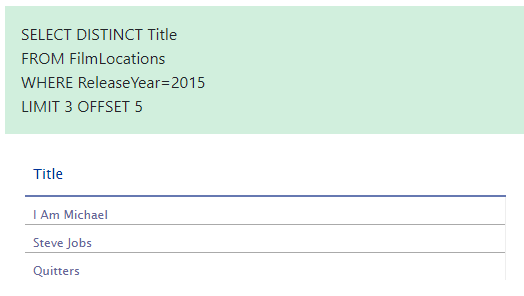 SELECT DISTINCT Title
FROM FilmLocations
WHERE ReleaseYear=2015
LIMIT 3 OFFSET 5
Title
I Am Michael
Steve Jobs
Quitters